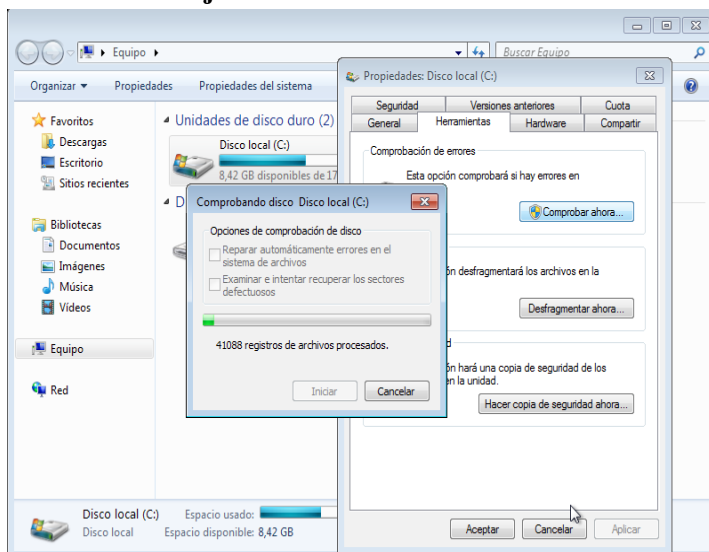 Equipo
Buscar Equipo
Organizar
Propiedades
Propiedades del sistema
Favoritos
Descargas
Escritorio
Sitios recientes
Bibliotecas
Documentos
Imágenes
Música
Vídeos
Equipo
Red
Unidades de disco duro (2)
Disco local (C:)
8,42 GB disponibles de 17
D
Propiedades: Disco local (C:)
Seguridad
Versiones anteriores
Cuota
General
Herramientas
Hardware
Compartir
Comprobación de errores
Esta opción comprobará si hay errores en
Comprobar ahora...
ón desfragmentará los archivos en la
Desfragmentar ahora...
d
ón hará una copia de seguridad de los
en la unidad.
Hacer copia de seguridad ahora...
Aceptar
Cancelar
Aplicar
Comprobando disco Disco local (C:)
Opciones de comprobación de disco
Reparar automáticamente errores en el
sistema de archivos
Examinar e intentar recuperar los sectores
defectuosos
41088 registros de archivos procesados.
Iniciar
Cancelar
Disco local (C:)
Espacio usado:
Disco local
Espacio disponible: 8,42 GB